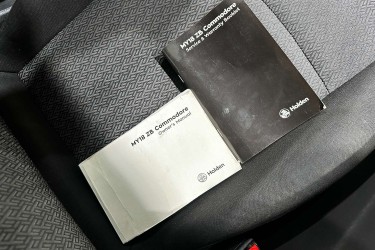 MY18 ZB Commodore
Service & Warranty Booklet
Holden
MY18 ZB Commodore
Owner's Manual
Holden